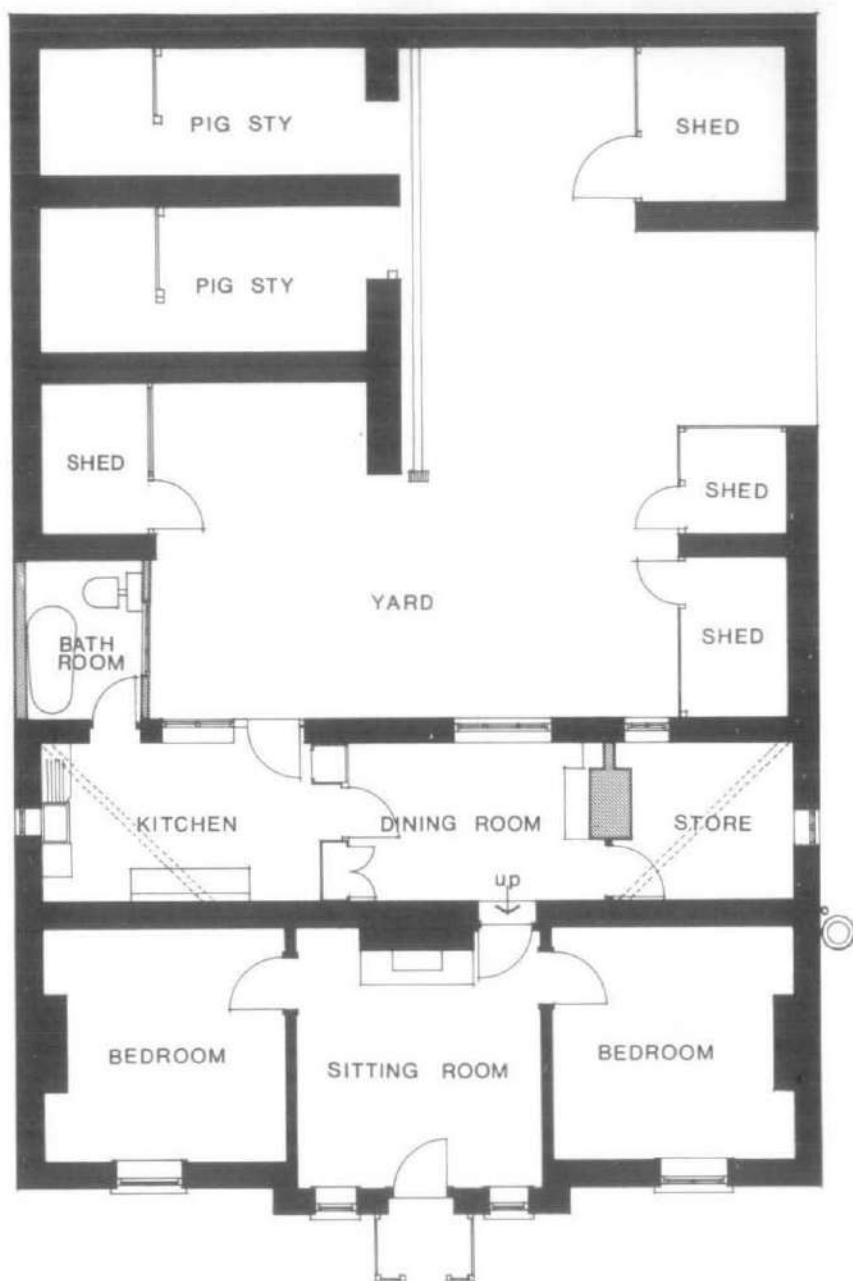 PIG STY
SHED
PIG STY
SHED
SHED
YARD
SHED
BATH
ROOM
KITCHEN
DINING ROOM
STORE
up
BEDROOM
SITTING ROOM
BEDROOM